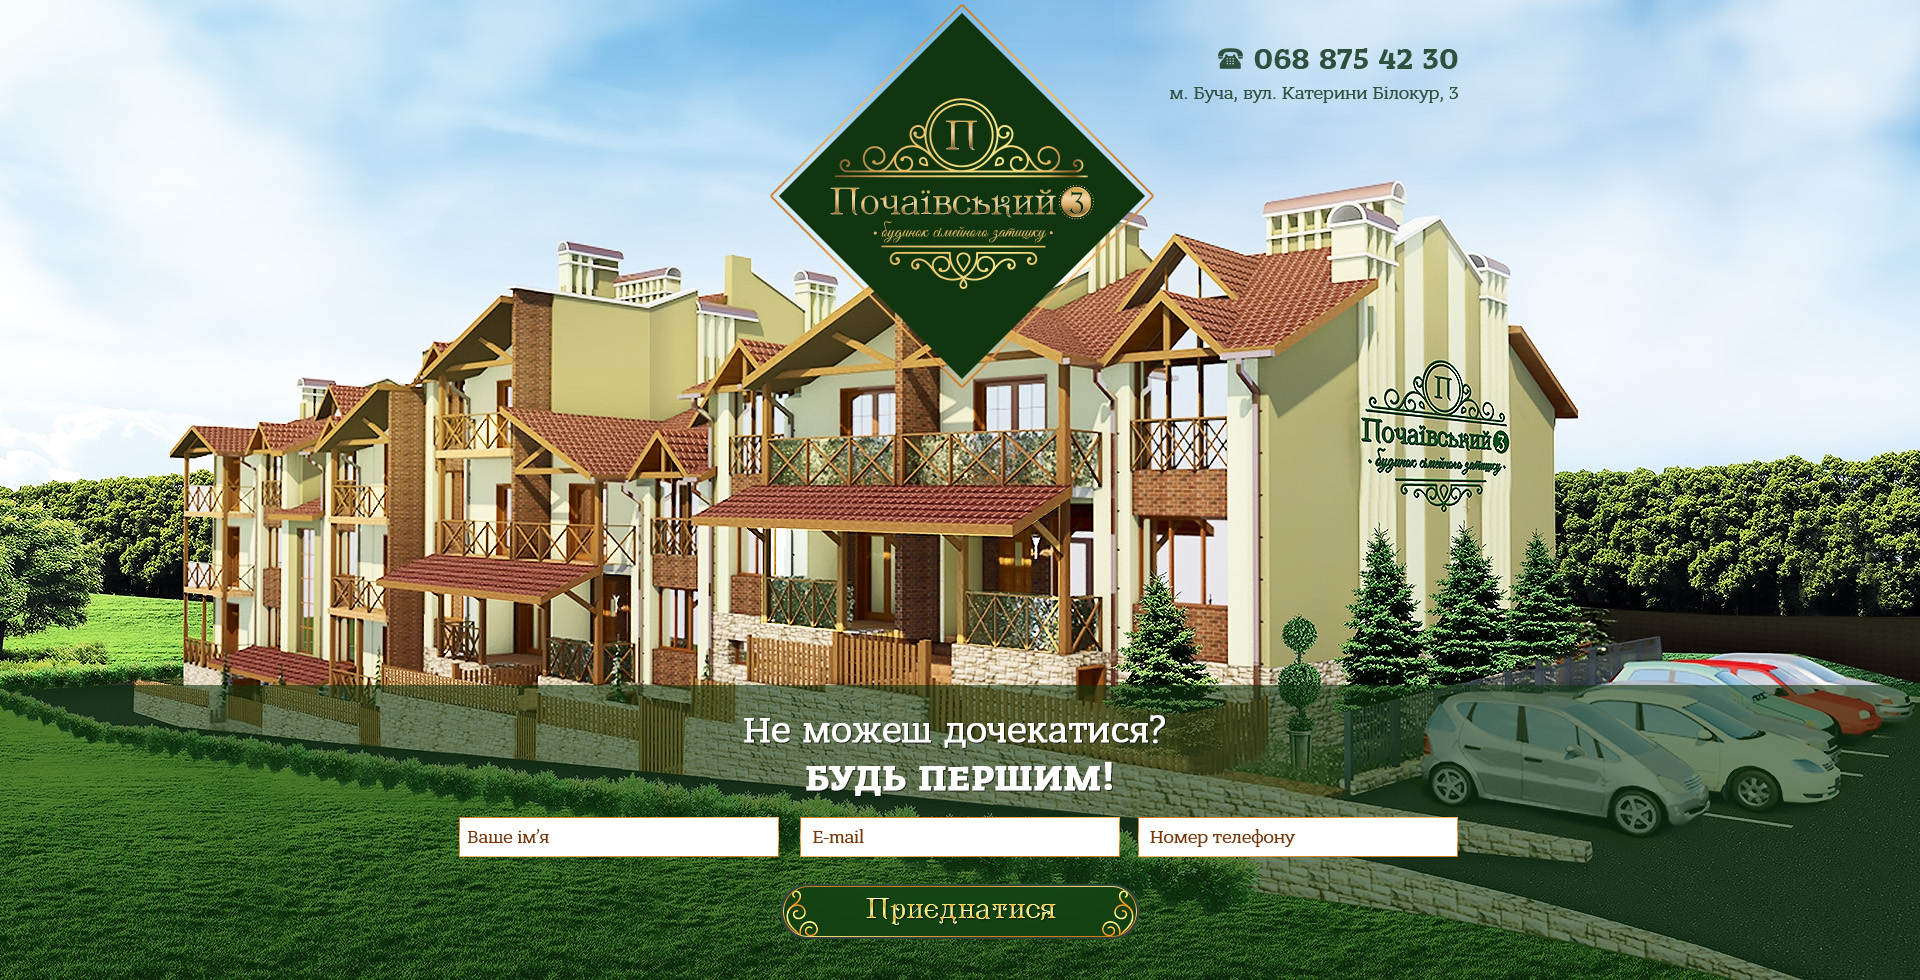 ☎ 068 875 42 30
м. Буча, вул. Катерини Білокур, 3
П
Почаївський 3
• будинок сімейного затишку •
П
Почаївський 3
• будинок сімейного затишку •
Не можеш дочекатися?
БУДЬ ПЕРШИМ!
Ваше ім’я
E-mail
Номер телефону
Приєднатися